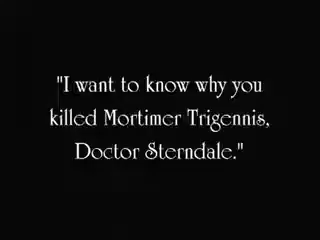 "I want to know why you
killed Mortimer Trigennis,
Doctor Sterndale."